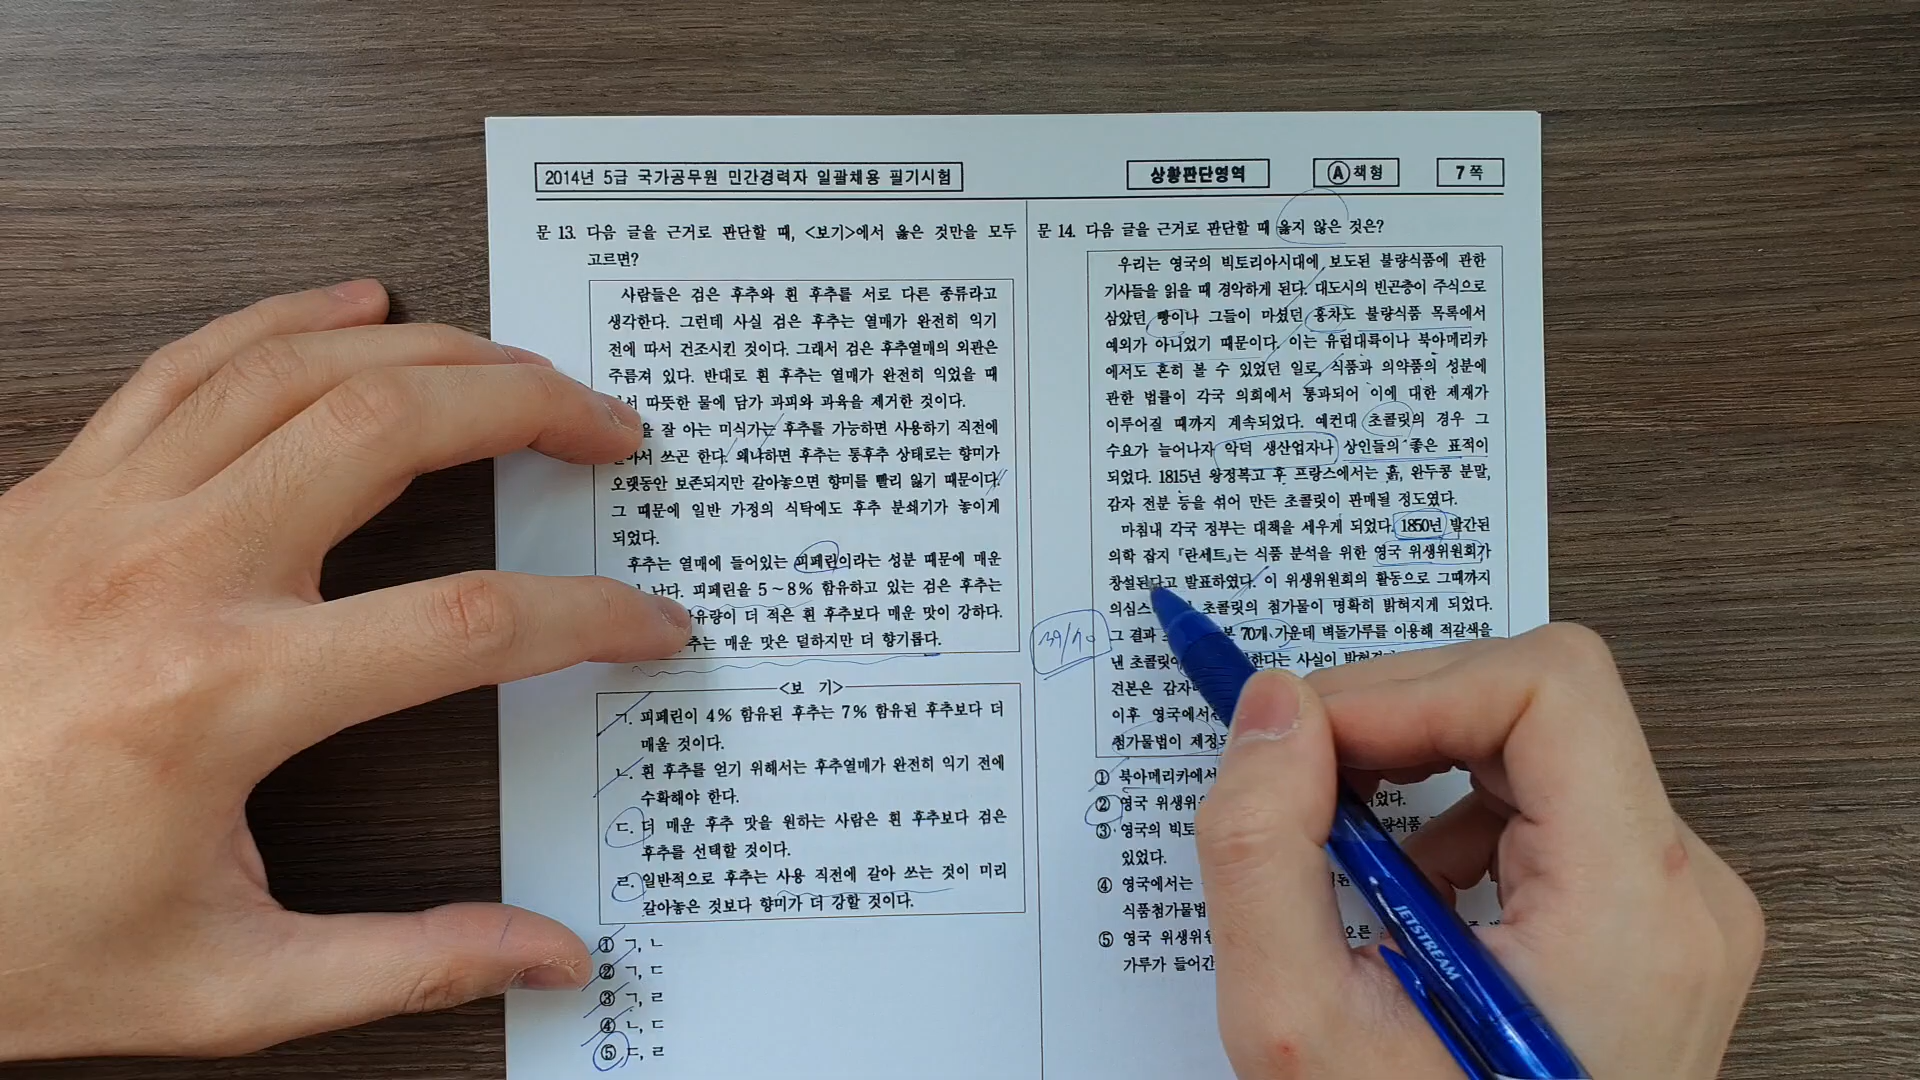 2014년 5급 국가공무원 민간경력자 일괄채용 필기시험
상황판단영역
Ⓐ책형
7쪽
문 13. 다음 글을 근거로 판단할 때, <보기>에서 옳은 것만을 모두
고르면?
사람들은 검은 후추와 흰 후추를 서로 다른 종류라고
생각한다. 그런데 사실 검은 후추는 열매가 완전히 익기
전에 따서 건조시킨 것이다. 그래서 검은 후추열매의 외관은
주름져 있다. 반대로 흰 후추는 열매가 완전히 익었을 때
따뜻한 물에 담가 과피와 과육을 제거한 것이다.
잘 아는 미식가는 후추를 가능하면 사용하기 직전에
쓰곤 한다. 왜냐하면 후추는 통후추 상태로는 향미가
오랫동안 보존되지만 갈아놓으면 향미를 빨리 잃기 때문이다.
그 때문에 일반 가정의 식탁에도 후추 분쇄기가 놓이게
되었다.
후추는 열매에 들어있는 피페린이라는 성분 때문에 매운
난다. 피페린을 5～8% 함유하고 있는 검은 후추는
더 적은 흰 후추보다 매운 맛이 강하다.
매운 맛은 덜하지만 더 향기롭다.
<보 기>
ㄱ. 피페린이 4% 함유된 후추는 7% 함유된 후추보다 더
매울 것이다.
ㄴ. 흰 후추를 얻기 위해서는 후추열매가 완전히 익기 전에
수확해야 한다.
ㄷ. 더 매운 후추 맛을 원하는 사람은 흰 후추보다 검은
후추를 선택할 것이다.
ㄹ. 일반적으로 후추는 사용 직전에 갈아 쓰는 것이 미리
갈아놓은 것보다 향미가 더 강할 것이다.
① ㄱ, ㄴ
② ㄱ, ㄷ
③ ㄱ, ㄹ
④ ㄴ, ㄷ
⑤ ㄷ, ㄹ
문 14. 다음 글을 근거로 판단할 때 옳지 않은 것은?
우리는 영국의 빅토리아시대에 보도된 불량식품에 관한
기사들을 읽을 때 경악하게 된다. 대도시의 빈곤층이 주식으로
삼았던 빵이나 그들이 마셨던 홍차도 불량식품 목록에서
예외가 아니었기 때문이다. 이는 유럽대륙이나 북아메리카
에서도 흔히 볼 수 있었던 일로, 식품과 의약품의 성분에
관한 법률이 각국 의회에서 통과되어 이에 대한 제재가
이루어질 때까지 계속되었다. 예컨대 초콜릿의 경우 그
수요가 늘어나자 악덕 생산업자나 상인들의 좋은 표적이
되었다. 1815년 왕정복고 후 프랑스에서는 흙, 완두콩 분말,
감자 전분 등을 섞어 만든 초콜릿이 판매될 정도였다.
마침내 각국 정부는 대책을 세우게 되었다. 1850년 발간된
의학 잡지 『란세트』는 식품 분석을 위한 영국 위생위원회가
창설된다고 발표하였다. 이 위생위원회의 활동으로 그때까지
초콜릿의 첨가물이 명확히 밝혀지게 되었다.
그 결과 70개 가운데 벽돌가루를 이용해 적갈색을
낸 초콜릿이 사실이
견본은
이후 영국에서는
첨가물법이
39/40
① 북아메리카에서
② 영국
③ 영국의
있었다.
④ 영국에서는
식품첨가물법
⑤ 영국
가루가 들어간
JETSTREAM